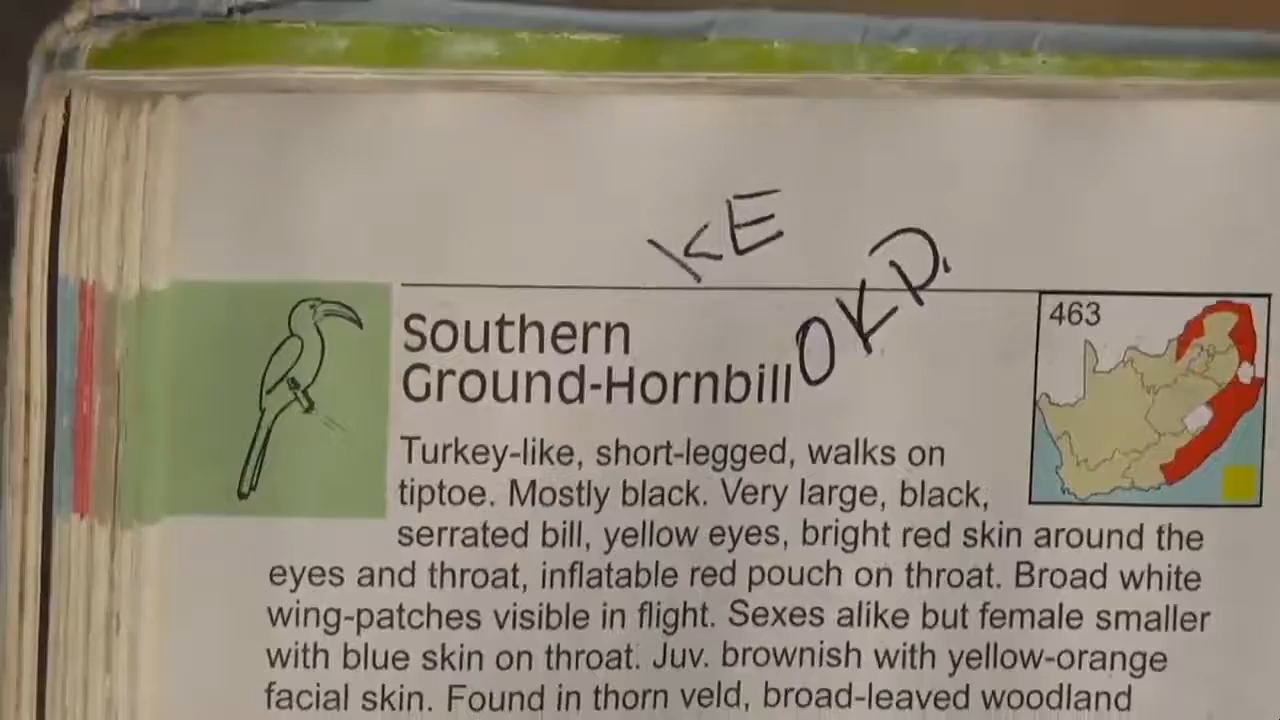 KE
OKD.
463
Southern
Ground-Hornbill
Turkey-like, short-legged, walks on
tiptoe. Mostly black. Very large, black,
serrated bill, yellow eyes, bright red skin around the
eyes and throat, inflatable red pouch on throat. Broad white
wing-patches visible in flight. Sexes alike but female smaller
with blue skin on throat. Juv. brownish with yellow-orange
facial skin. Found in thorn veld, broad-leaved woodland